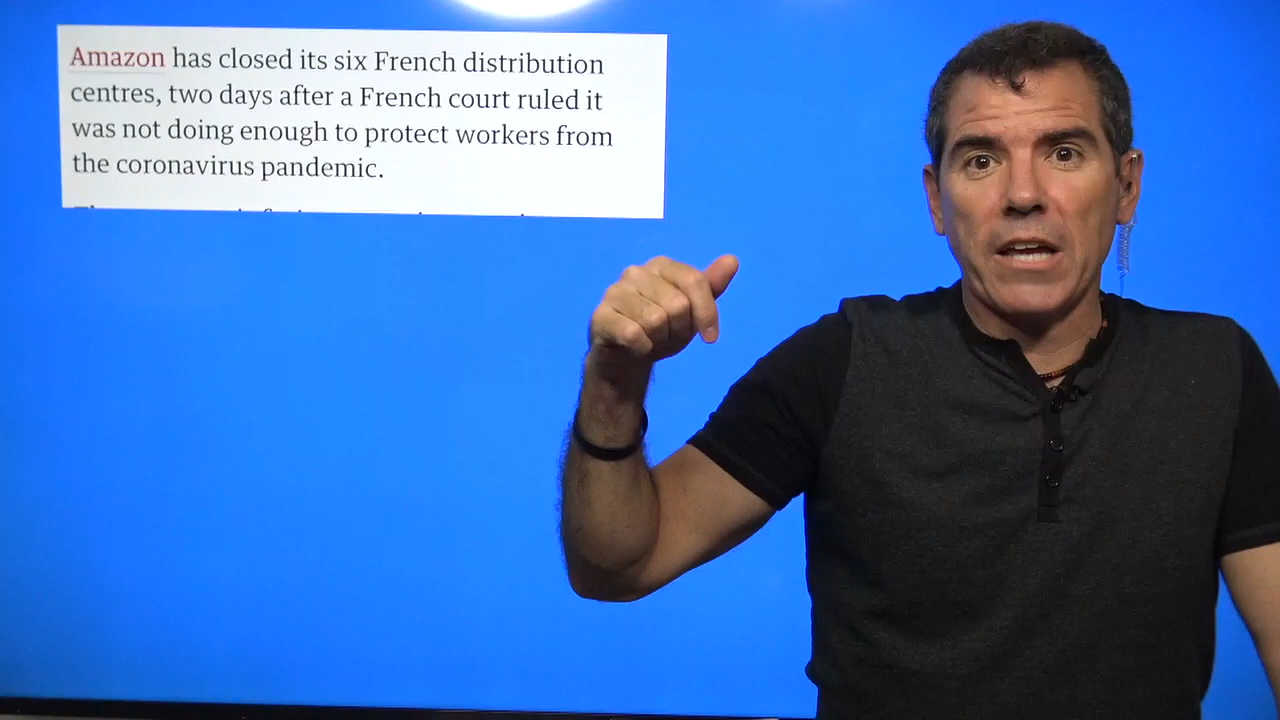 Amazon has closed its six French distribution
centres, two days after a French court ruled it
was not doing enough to protect workers from
the coronavirus pandemic.